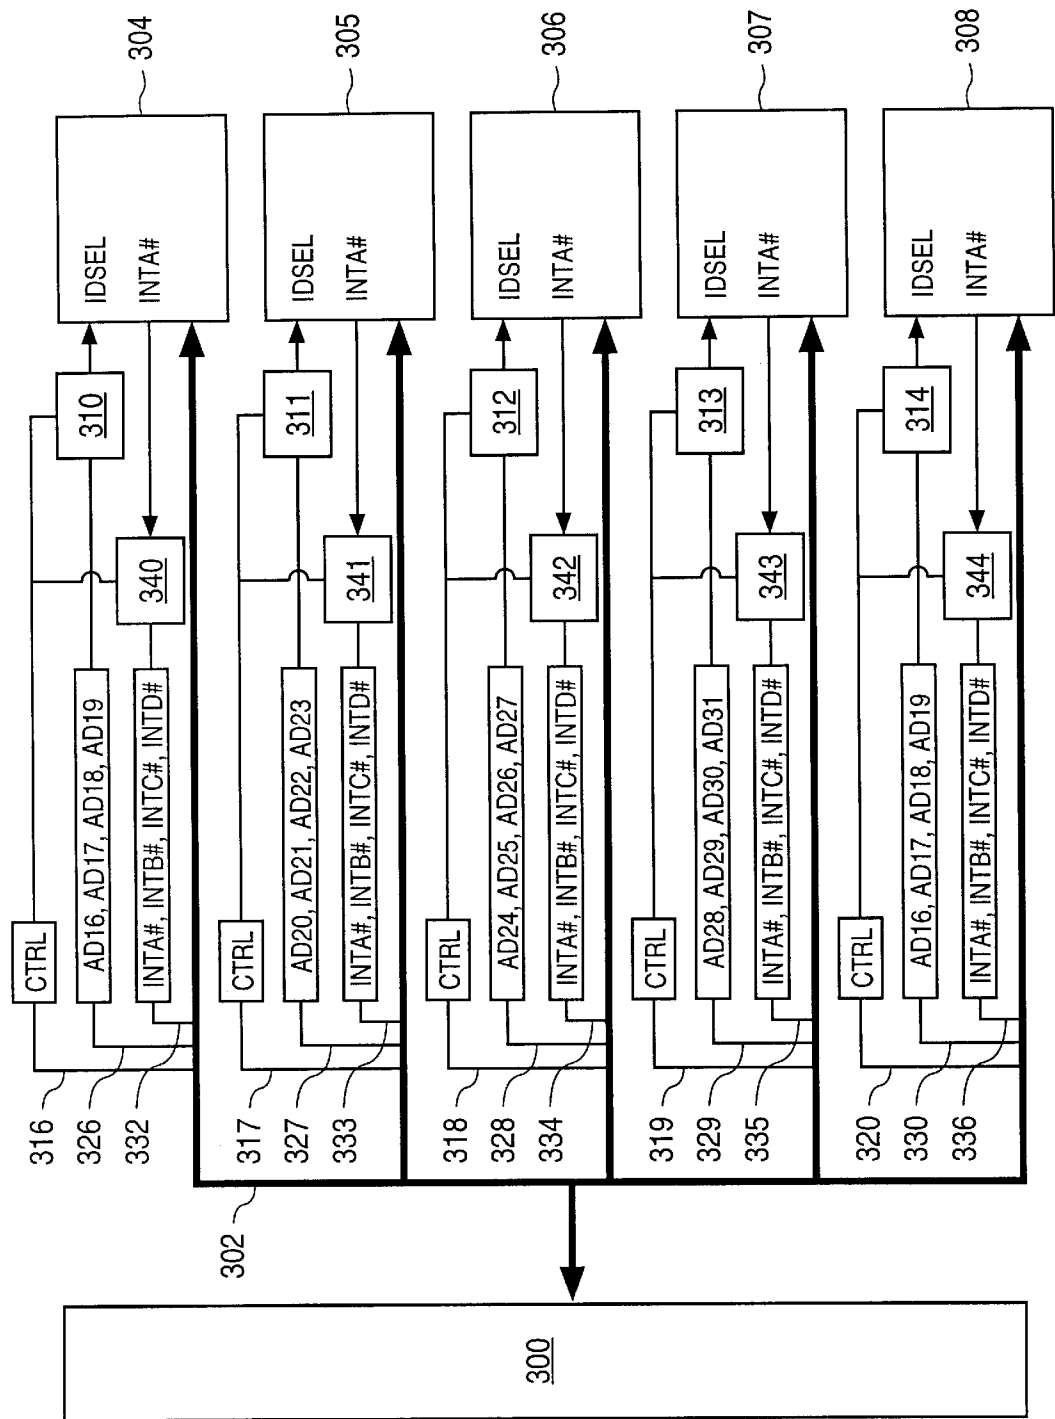 304
IDSEL
INTA#
310
340
CTRL
AD16, AD17, AD18, AD19
INTA#, INTB#, INTC#, INTD#
316
326
332
305
IDSEL
INTA#
311
341
CTRL
AD20, AD21, AD22, AD23
INTA#, INTB#, INTC#, INTD#
317
327
333
306
IDSEL
INTA#
312
342
CTRL
AD24, AD25, AD26, AD27
INTA#, INTB#, INTC#, INTD#
318
328
334
307
IDSEL
INTA#
313
343
CTRL
AD28, AD29, AD30, AD31
INTA#, INTB#, INTC#, INTD#
319
329
335
308
IDSEL
INTA#
314
344
CTRL
AD16, AD17, AD18, AD19
INTA#, INTB#, INTC#, INTD#
320
330
336
302
300